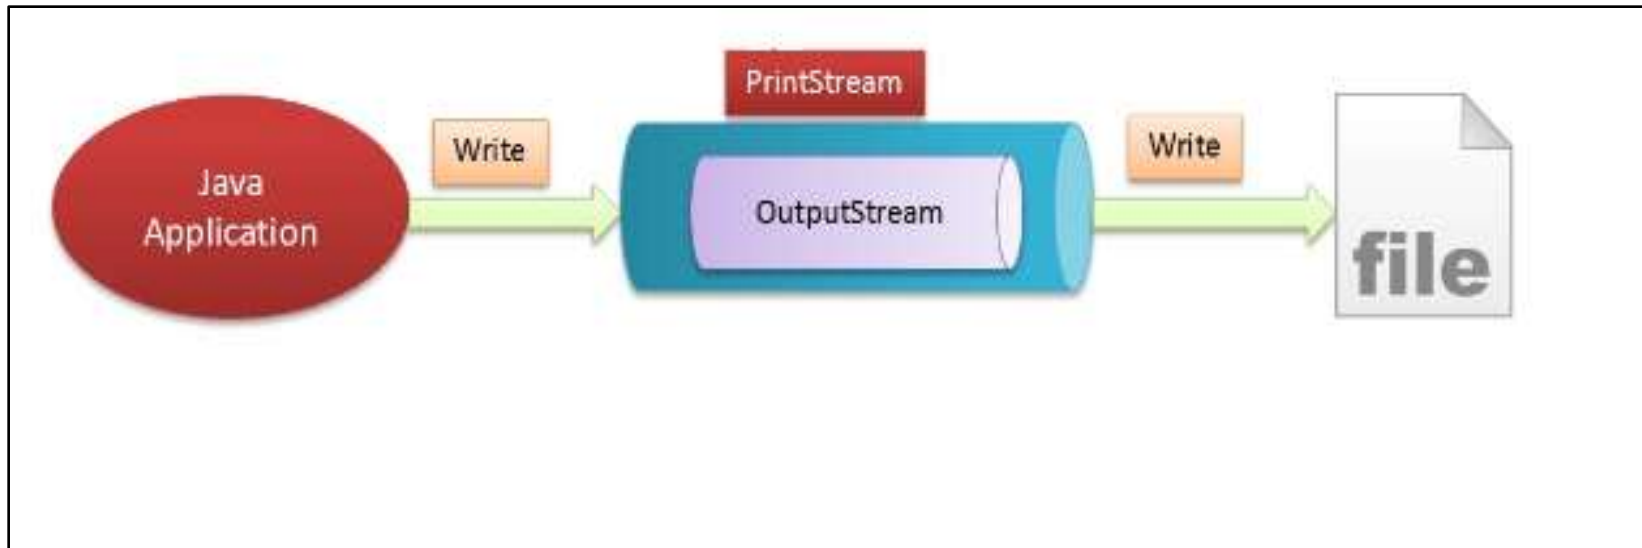 PrintStream
Write
Write
Java
Application
OutputStream
file